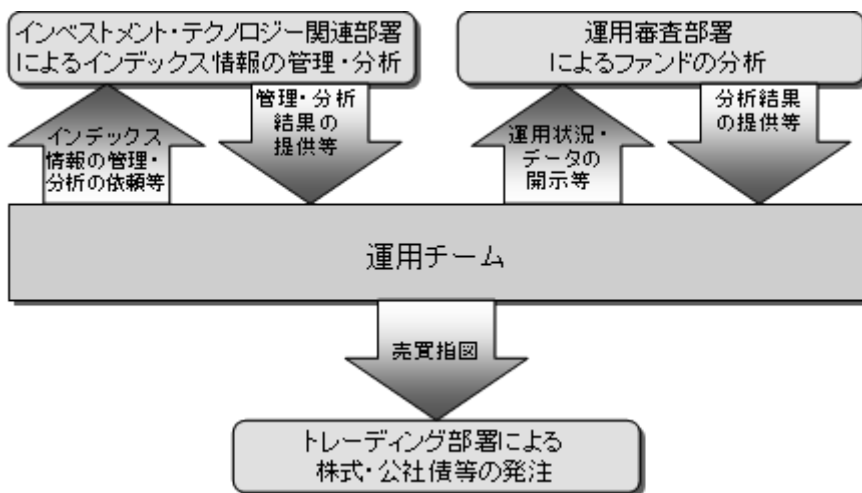 インベストメント・テクノロジー関連部署
によるインデックス情報の管理・分析
運用審査部署
によるファンドの分析
インデックス
情報の管理・
分析の依頼等
管理・分析
結果の
提供等
運用状況・
データの
開示等
分析結果
の提供等
運用チーム
売買指図
トレーディング部署による
株式・公社債等の発注